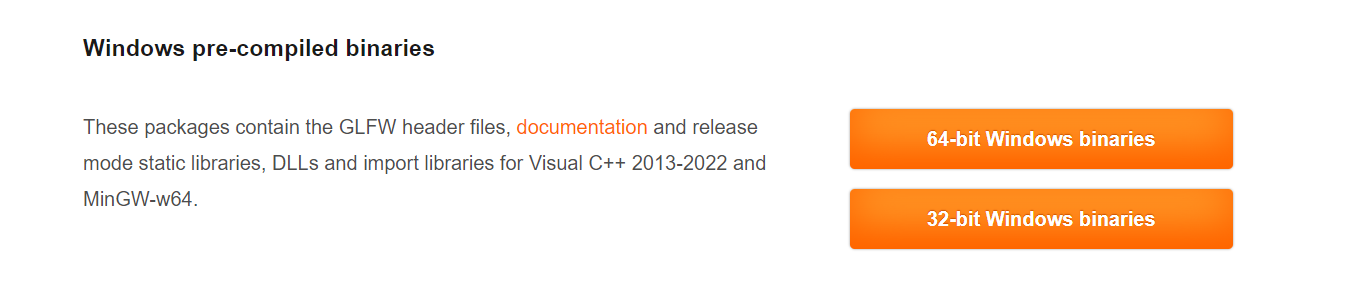 Windows pre-compiled binaries
These packages contain the GLFW header files, documentation and release
mode static libraries, DLLs and import libraries for Visual C++ 2013-2022 and
MinGW-w64.
64-bit Windows binaries
32-bit Windows binaries